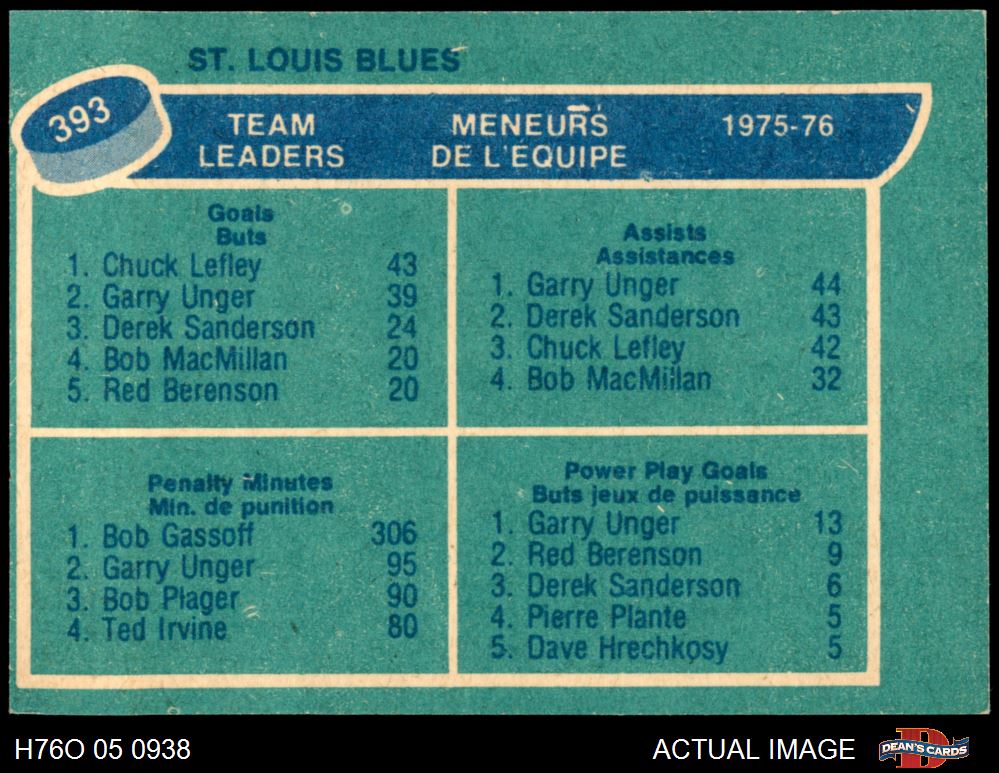 ST. LOUIS BLUES
393
TEAM LEADERS
MENEURS DE L'ÉQUIPE
1975-76
Goals
Buts
1. Chuck Lefley 43
2. Garry Unger 39
3. Derek Sanderson 24
4. Bob MacMillan 20
5. Red Berenson 20
Assists
Assistances
1. Garry Unger 44
2. Derek Sanderson 43
3. Chuck Lefley 42
4. Bob MacMillan 32
Penalty Minutes
Min. de punition
1. Bob Gassoff 306
2. Garry Unger 95
3. Bob Plager 90
4. Ted Irvine 80
Power Play Goals
Buts jeux de puissance
1. Garry Unger 13
2. Red Berenson 9
3. Derek Sanderson 6
4. Pierre Plante 5
5. Dave Hrechkosy 5
H76O 05 0938
ACTUAL IMAGE
DEAN'S CARDS